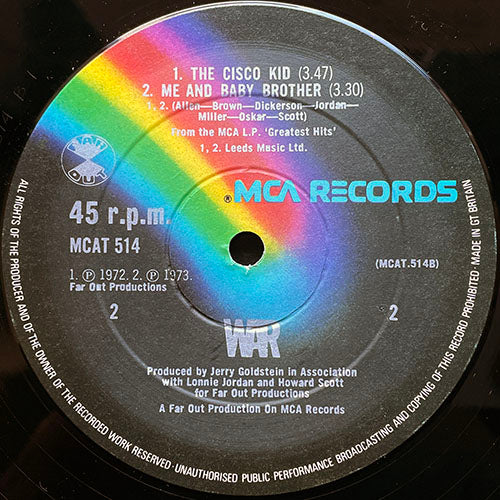 1. THE CISCO KID (3.47)
2. ME AND BABY BROTHER (3.30)
1, 2. (Allen—Brown—Dickerson—Jordan—
Miller—Oskar—Scott)
From the MCA L.P. 'Greatest Hits'
1, 2. Leeds Music Ltd.
FAR
OUT
® MCA RECORDS
45 r.p.m.
MCAT 514
(MCAT.514B)
1. Ⓟ 1972. 2. Ⓟ 1973.
Far Out Productions
2
2
WAR
Produced by Jerry Goldstein in Association
with Lonnie Jordan and Howard Scott
for Far Out Productions
A Far Out Production On MCA Records
ALL RIGHTS OF THE PRODUCER AND OF THE OWNER OF THE RECORDED WORK RESERVED · UNAUTHORISED PUBLIC PERFORMANCE BROADCASTING AND COPYING OF THIS RECORD PROHIBITED · MADE IN GT BRITAIN